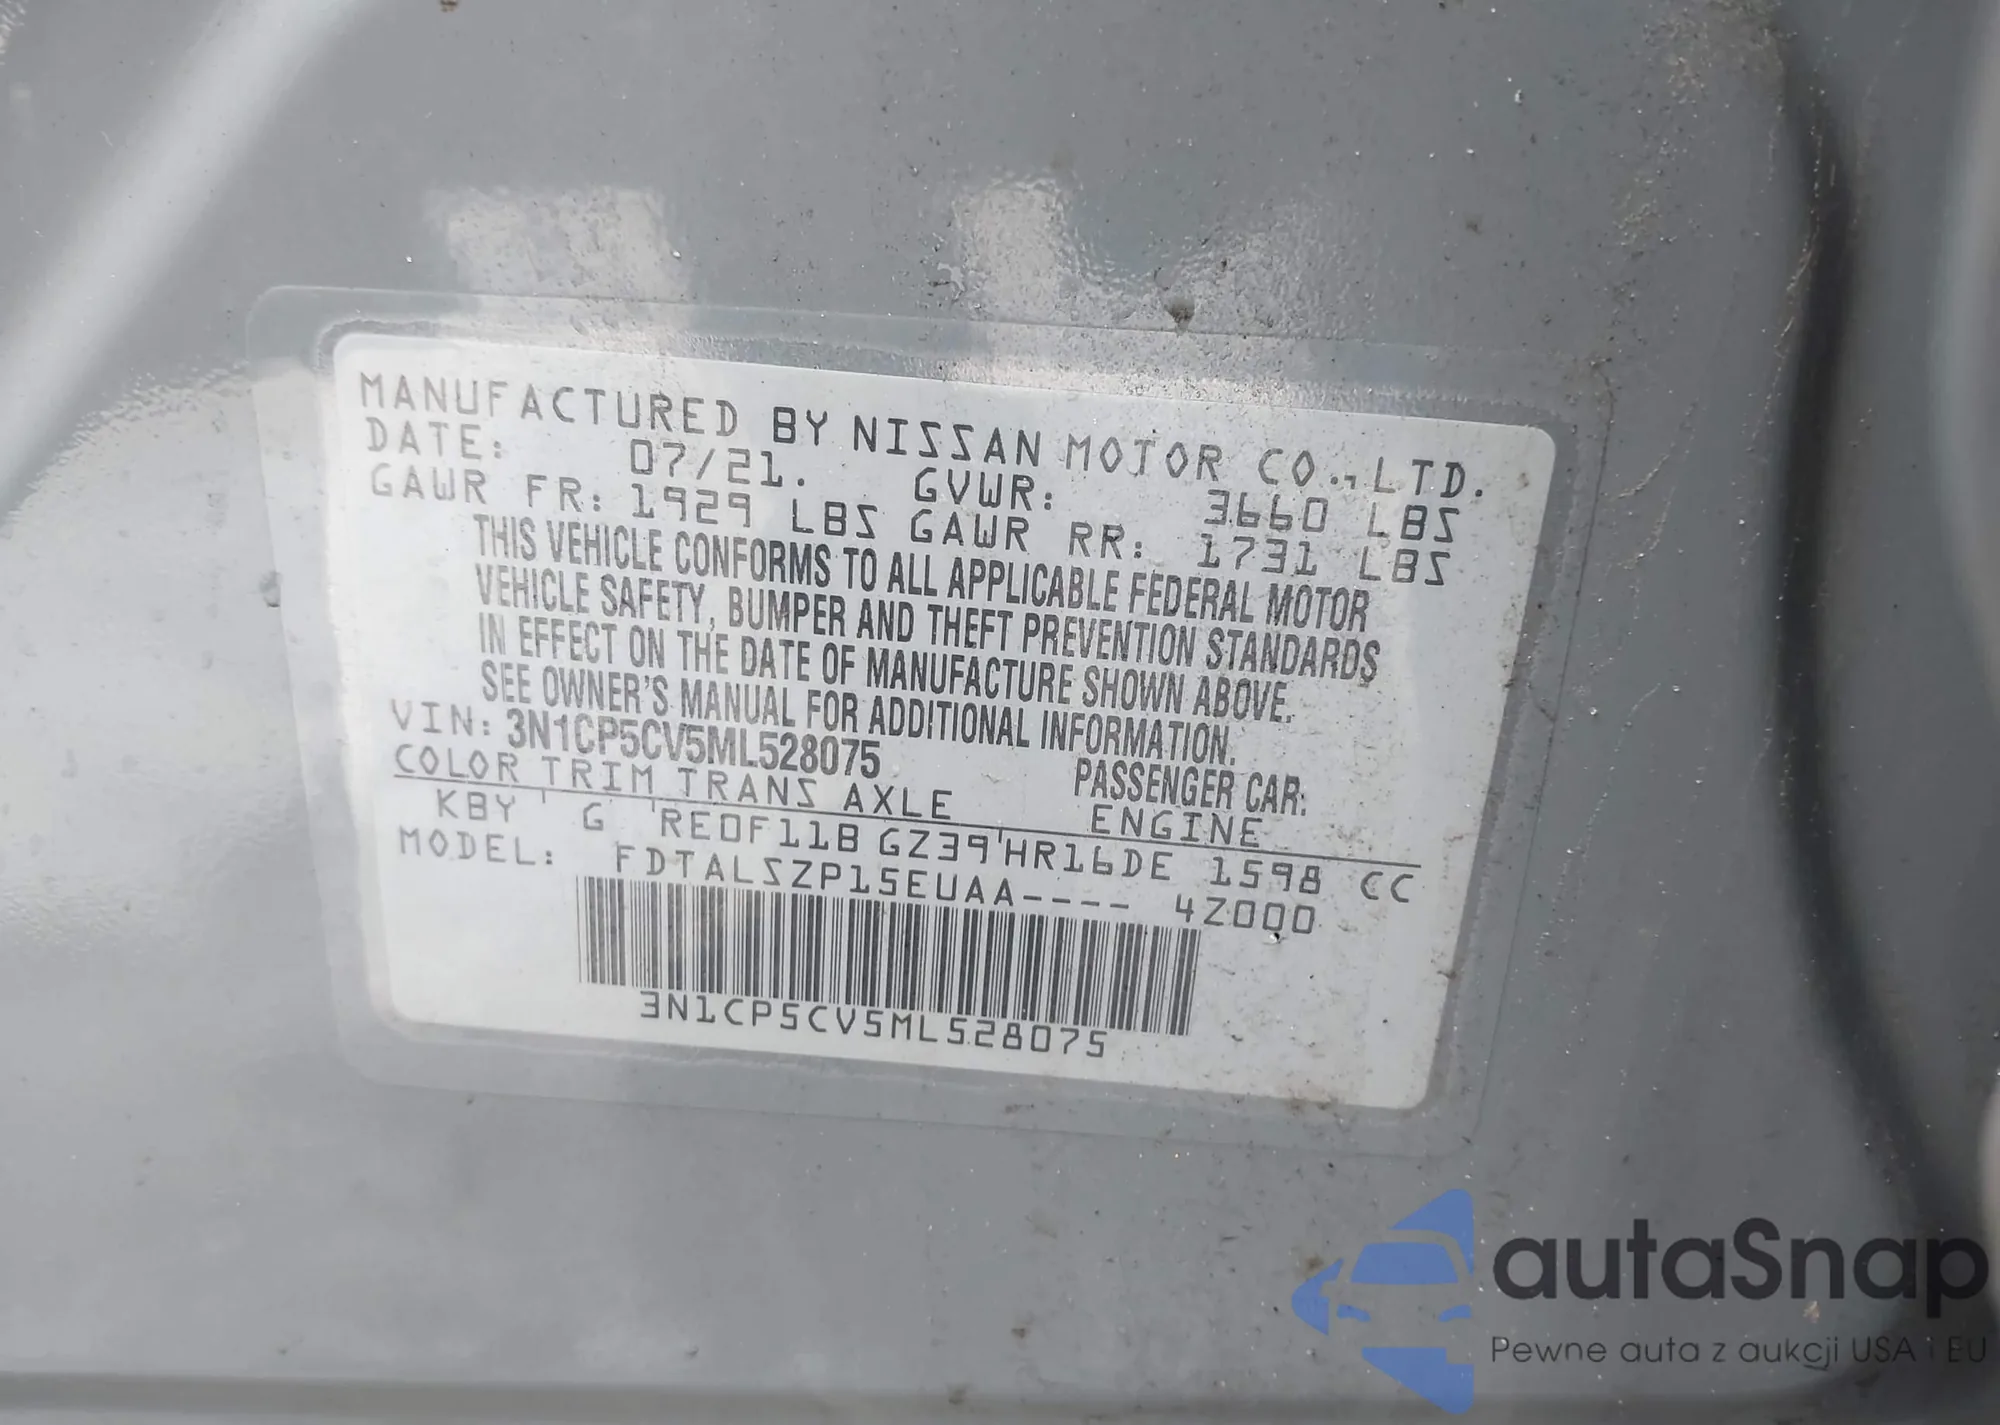 MANUFACTURED BY NISSAN MOTOR CO., LTD.
DATE: 07/21. GVWR: 3660 LBS
GAWR FR: 1929 LBS GAWR RR: 1731 LBS
THIS VEHICLE CONFORMS TO ALL APPLICABLE FEDERAL MOTOR
VEHICLE SAFETY, BUMPER AND THEFT PREVENTION STANDARDS
IN EFFECT ON THE DATE OF MANUFACTURE SHOWN ABOVE.
SEE OWNER'S MANUAL FOR ADDITIONAL INFORMATION.
VIN: 3N1CP5CV5ML528075 PASSENGER CAR:
COLOR TRIM TRANS AXLE ENGINE
KBY G RE0F11B GZ39 HR16DE 1598 CC
MODEL: FDTALSZP15EUAA---- 4Z000
3N1CP5CV5ML528075
autaSnap
Pewne auta z aukcji USA i EU